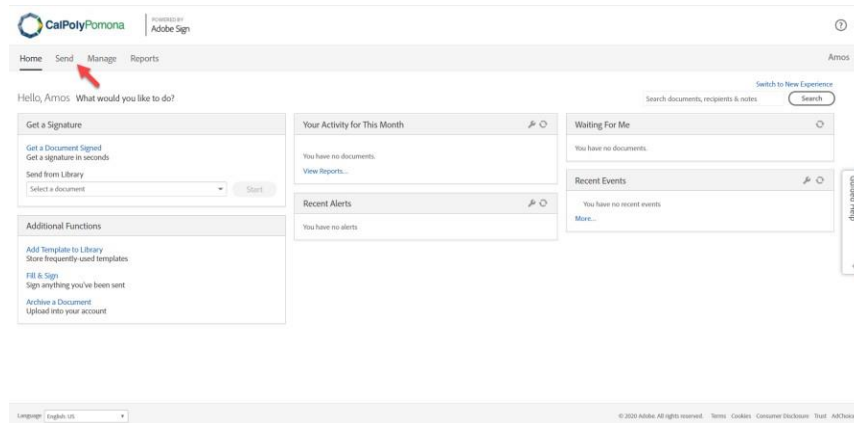 CalPolyPomona
POWERED BY
Adobe Sign
Home Send Manage Reports
Amos
Switch to New Experience
Hello, Amos What would you like to do?
Search documents, recipients & notes
Search
Get a Signature
Get a Document Signed
Get a signature in seconds
Send from Library
Select a document
Start
Additional Functions
Add Template to Library
Store frequently-used templates
Fill & Sign
Sign anything you've been sent
Archive a Document
Upload into your account
Your Activity for This Month
You have no documents.
View Reports...
Recent Alerts
You have no alerts
Waiting For Me
You have no documents.
Recent Events
You have no recent events
More...
Guided Help
Language English: US
© 2020 Adobe. All rights reserved. Terms Cookies Consumer Disclosure Trust AdChoice